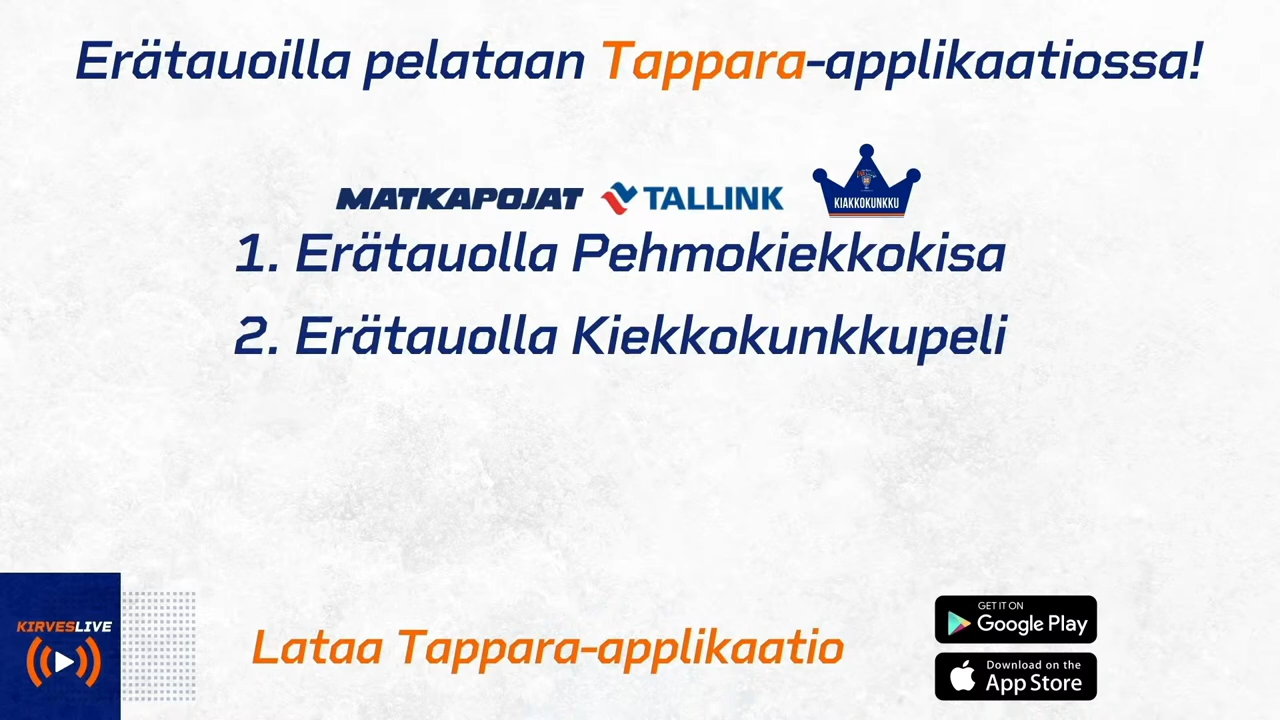 Erätauoilla pelataan Tappara-applikaatiossa!
MATKAPOJAT TALLINK KIAKKOKUNKKU
1. Erätauolla Pehmokiekkokisa
2. Erätauolla Kiekkokunkkupeli
KIRVESLIVE
Lataa Tappara-applikaatio
GET IT ON
Google Play
Download on the
App Store